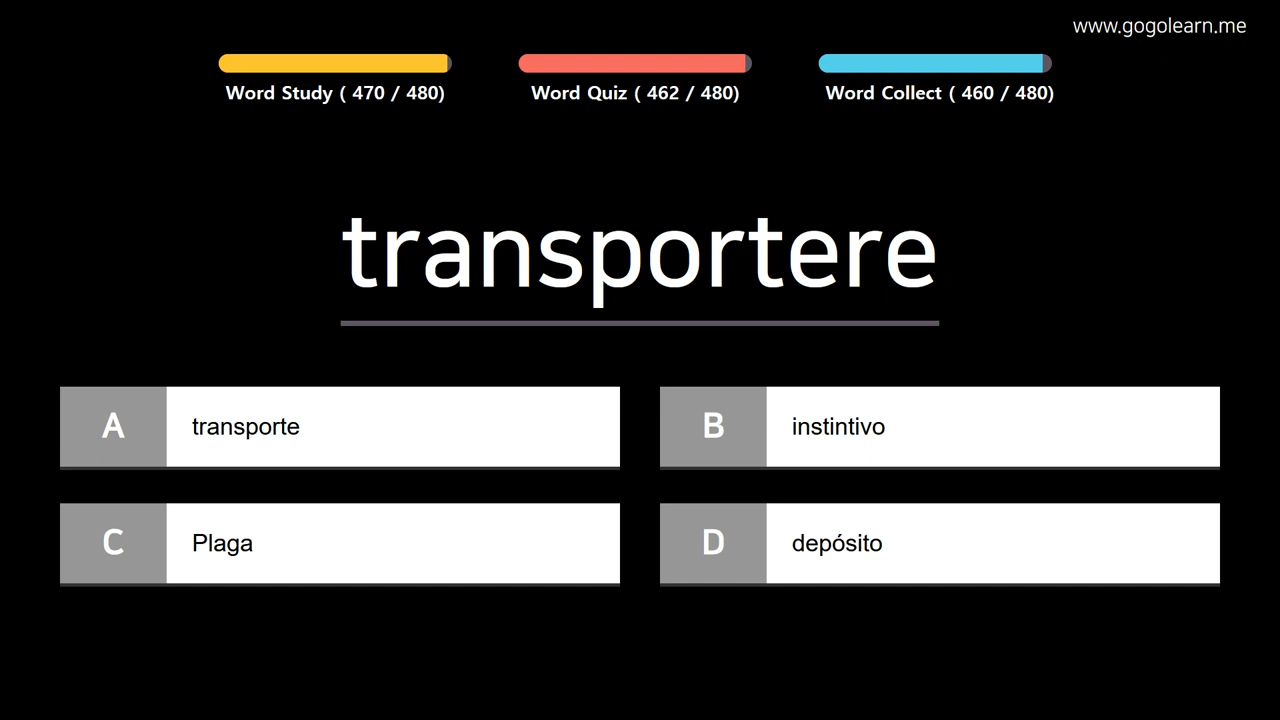 www.gogolearn.me
Word Study ( 470 / 480)
Word Quiz ( 462 / 480)
Word Collect ( 460 / 480)
transportere
A transporte
B instintivo
C Plaga
D depósito